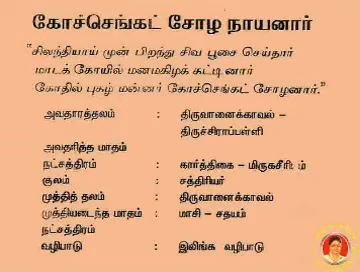 கோச்செங்கட் சோழ நாயனார்
"சிலந்தியாய் முன் பிறந்து சிவ பூசை செய்தார்
மாடக் கோயில் மனமகிழக் கட்டினார்
கோதில் புகழ் மன்னர் கோச்செங்கட் சோழனார்."
அவதாரத்தலம் : திருவானைக்காவல் –
திருச்சிராப்பள்ளி
அவதரித்த மாதம்
நட்சத்திரம் : கார்த்திகை – மிருகசீரிடம்
குலம் : சத்திரியர்
முத்தித் தலம் : திருவானைக்காவல்
முத்தியடைந்த மாதம் : மாசி – சதயம்
நட்சத்திரம்
வழிபாடு : இலிங்க வழிபாடு